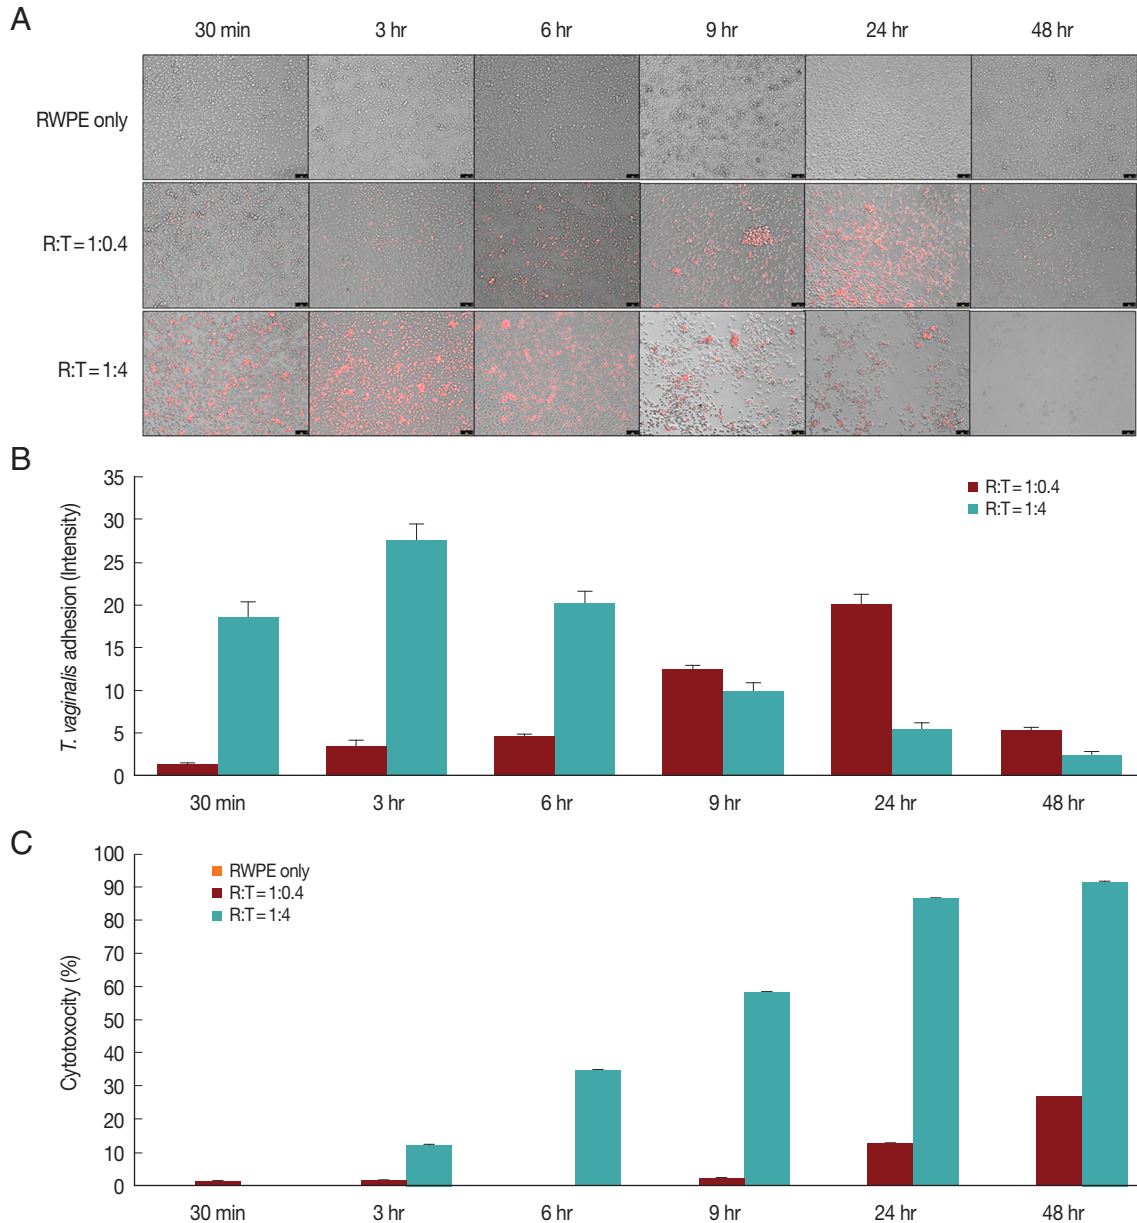 A
30 min 3 hr 6 hr 9 hr 24 hr 48 hr
RWPE only
R:T = 1:0.4
R:T = 1:4
B
T. vaginalis adhesion (Intensity)
35
30
25
20
15
10
5
0
R:T = 1:0.4
R:T = 1:4
30 min 3 hr 6 hr 9 hr 24 hr 48 hr
C
Cytotoxocity (%)
100
90
80
70
60
50
40
30
20
10
0
RWPE only
R:T = 1:0.4
R:T = 1:4
30 min 3 hr 6 hr 9 hr 24 hr 48 hr